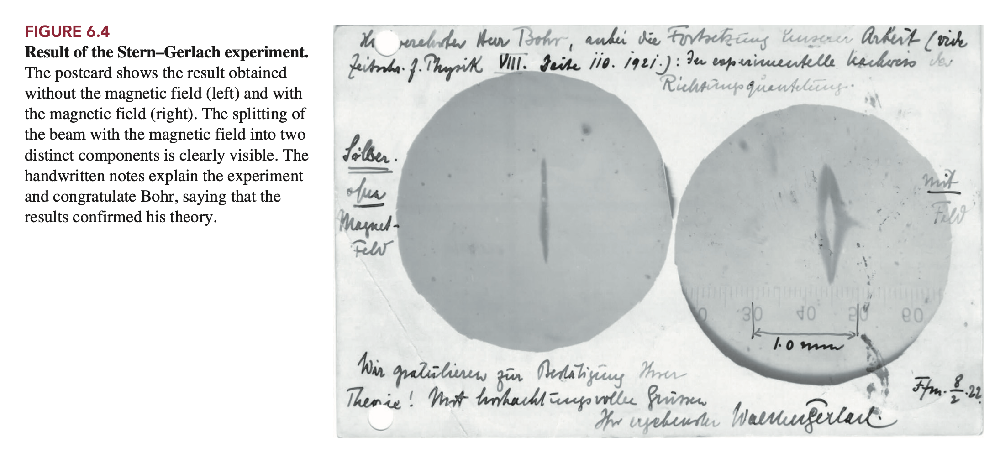 FIGURE 6.4
Result of the Stern–Gerlach experiment.
The postcard shows the result obtained
without the magnetic field (left) and with
the magnetic field (right). The splitting of
the beam with the magnetic field into two
distinct components is clearly visible. The
handwritten notes explain the experiment
and congratulate Bohr, saying that the
results confirmed his theory.
verehrter Herr Bohr, anbei die Fortsetzung unserer Arbeit (vide
Zeitschr. f. Physik VIII. Seite 110. 1921.): Der experimentelle Nachweis der
Richtungsquantelung.
Silber.
ohne
Magnet-
Feld
mit
Feld
30 40 50 60
1.0 mm
Wir gratulieren zur Bestätigung Ihrer
Theorie! Mit hochachtungsvollen Grüssen
Ihr ergebenster Walther Gerlach.
F/m. 8/2.22.